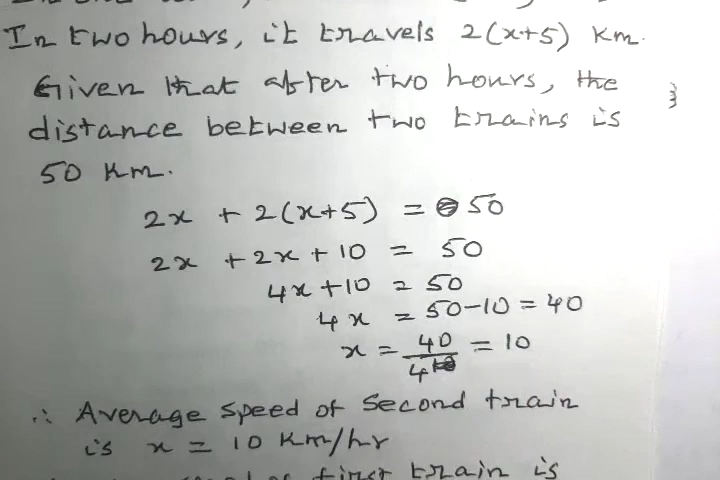 In two hours, it travels 2(x+5) Km.
Given that after two hours, the
distance between two trains is
50 Km.
2x + 2(x+5) = 50
2x + 2x + 10 = 50
4x + 10 = 50
4x = 50-10 = 40
x = 40/4 = 10
∴ Average speed of second train
is x = 10 Km/hr
first train is